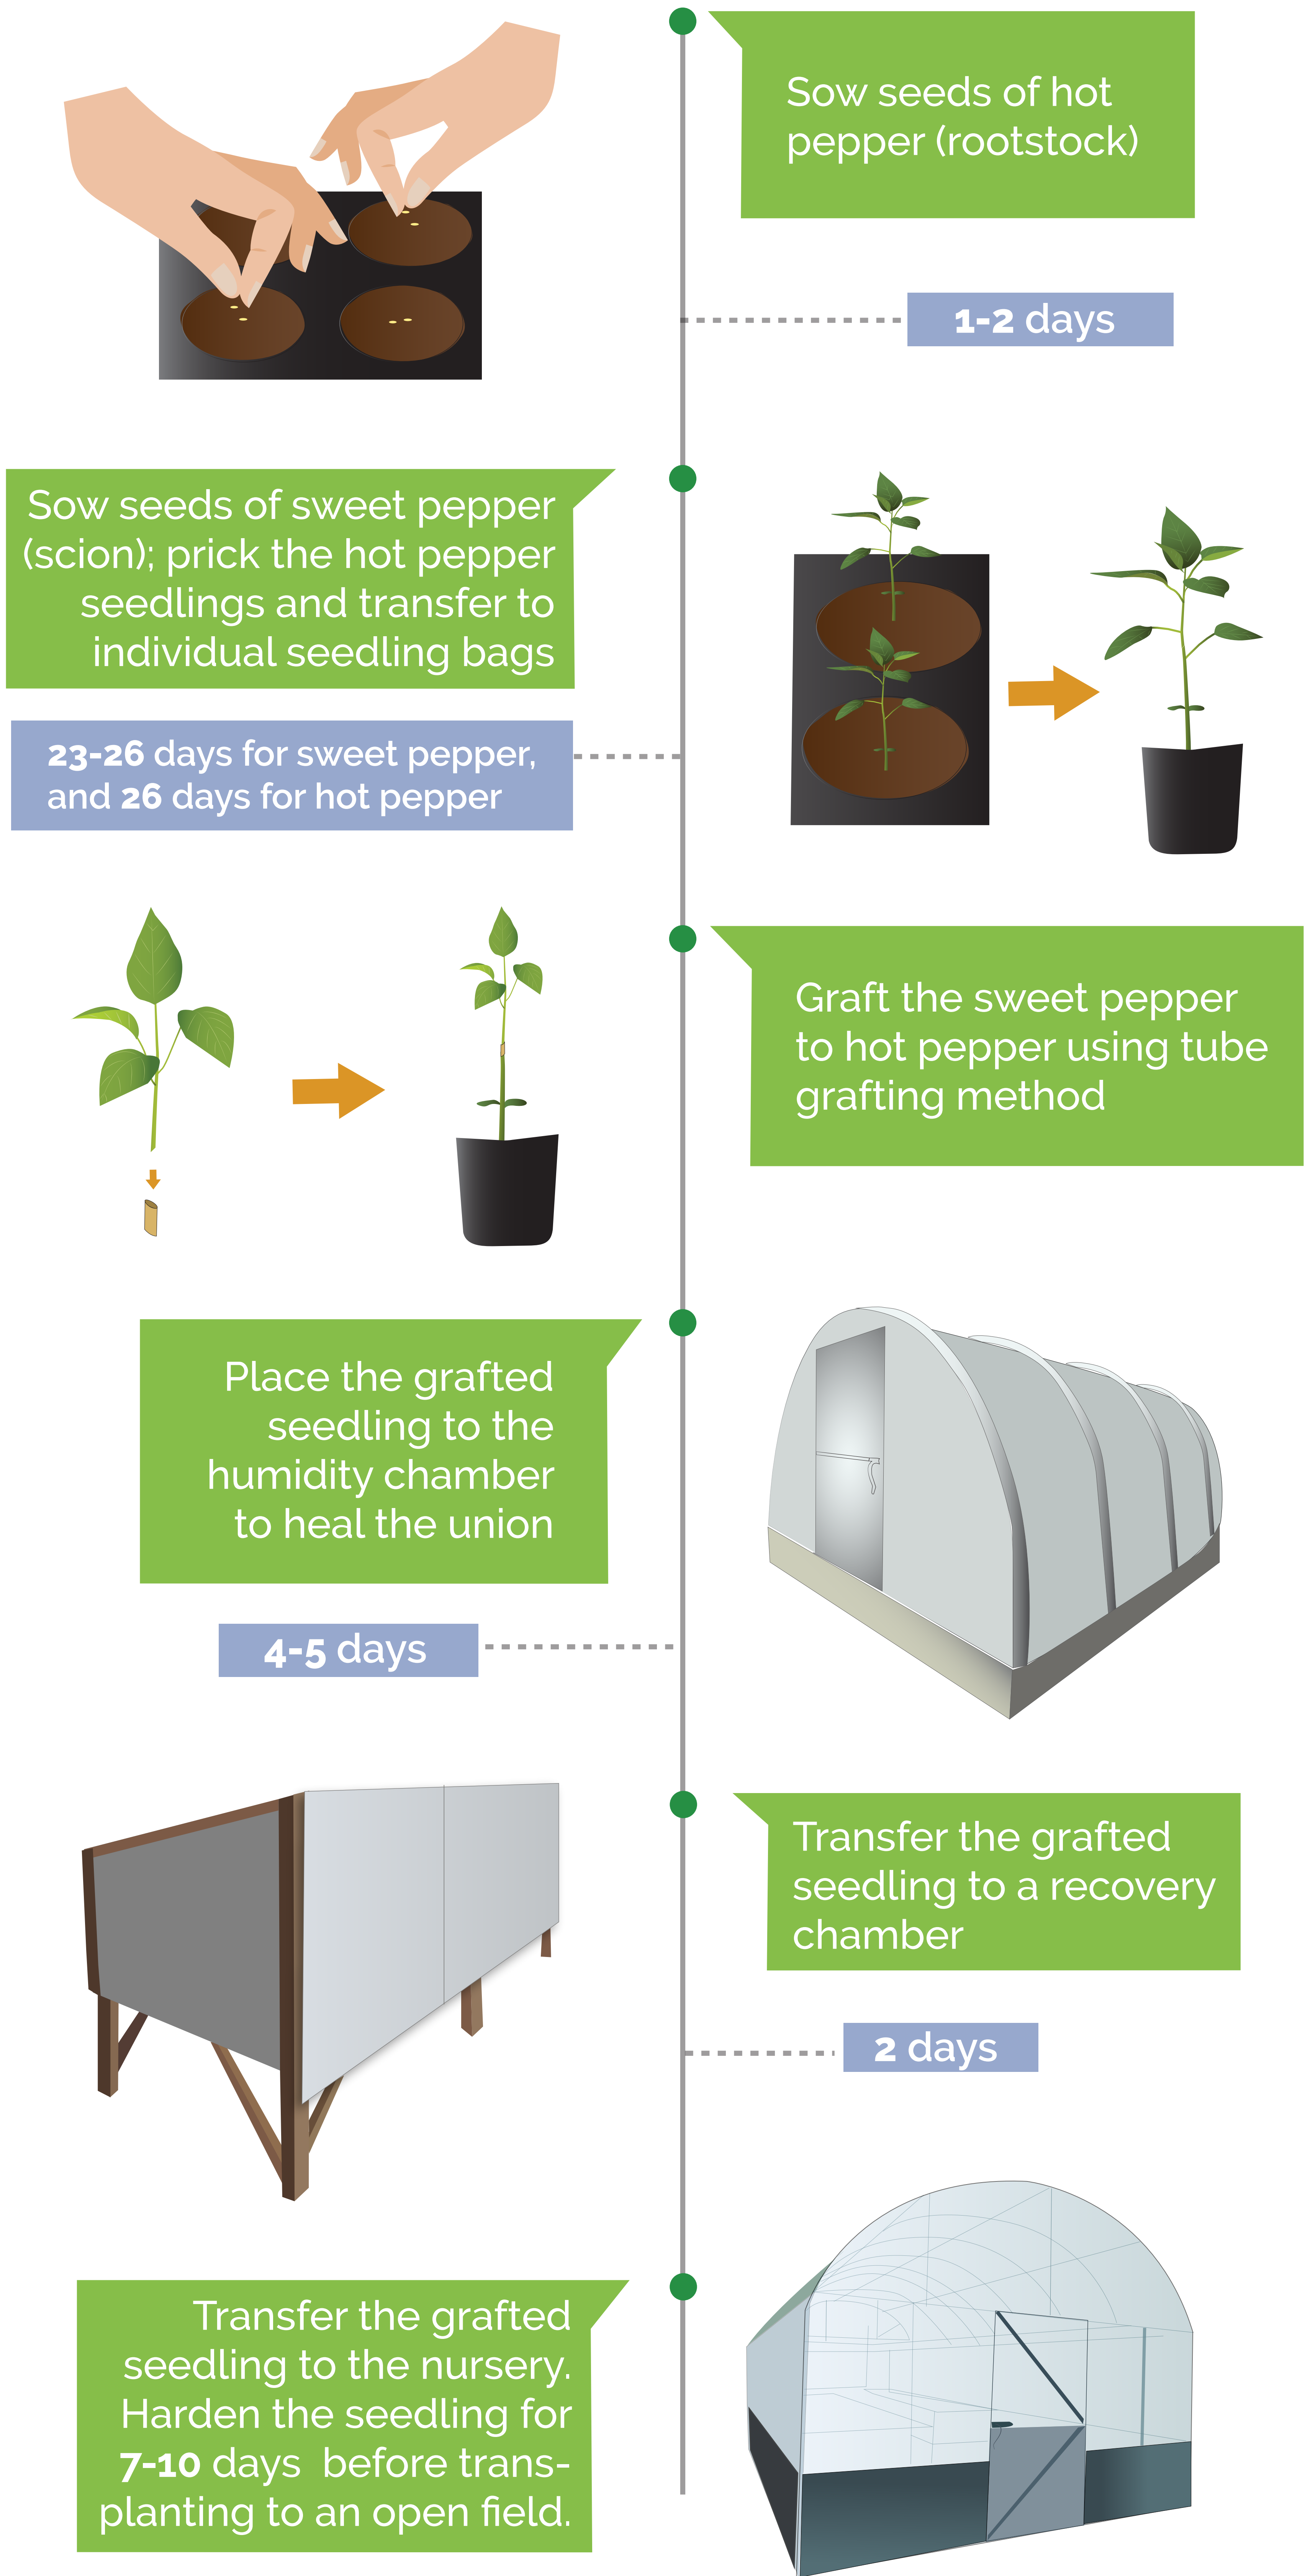 Sow seeds of hot
pepper (rootstock)
1-2 days
Sow seeds of sweet pepper
(scion); prick the hot pepper
seedlings and transfer to
individual seedling bags
23-26 days for sweet pepper,
and 26 days for hot pepper
Graft the sweet pepper
to hot pepper using tube
grafting method
Place the grafted
seedling to the
humidity chamber
to heal the union
4-5 days
Transfer the grafted
seedling to a recovery
chamber
2 days
Transfer the grafted
seedling to the nursery.
Harden the seedling for
7-10 days before trans-
planting to an open field.